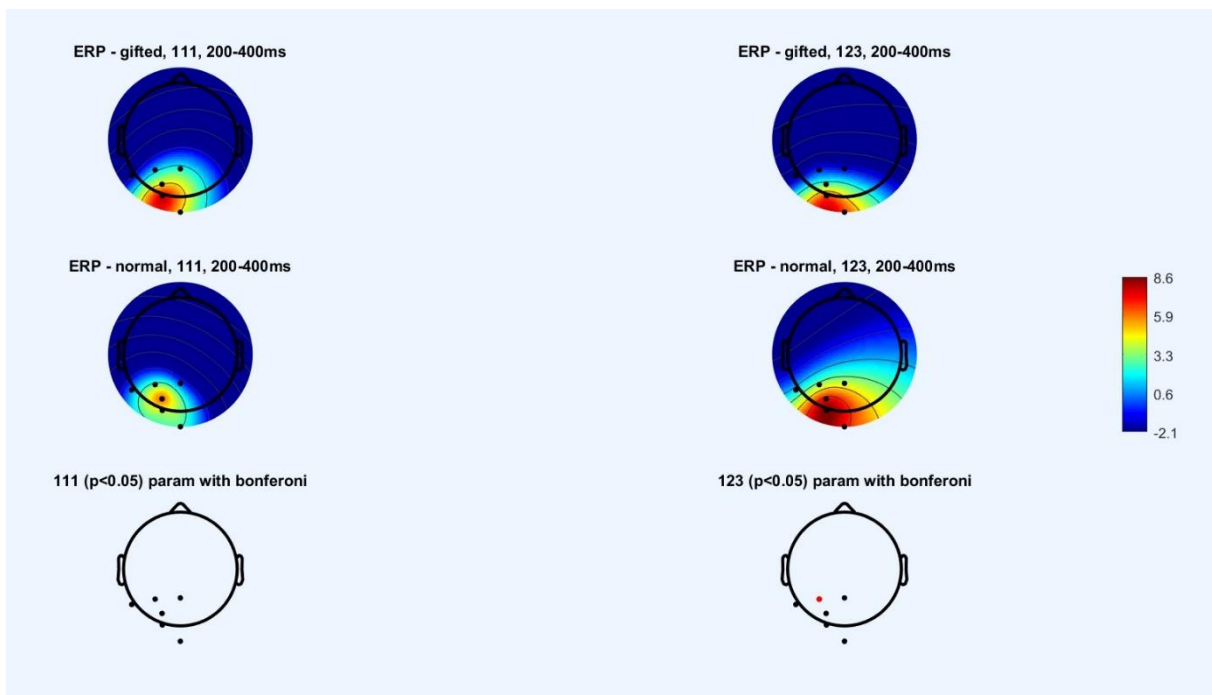 ERP - gifted, 111, 200-400ms
ERP - gifted, 123, 200-400ms
ERP - normal, 111, 200-400ms
ERP - normal, 123, 200-400ms
8.6
5.9
3.3
0.6
-2.1
111 (p<0.05) param with bonferoni
123 (p<0.05) param with bonferoni